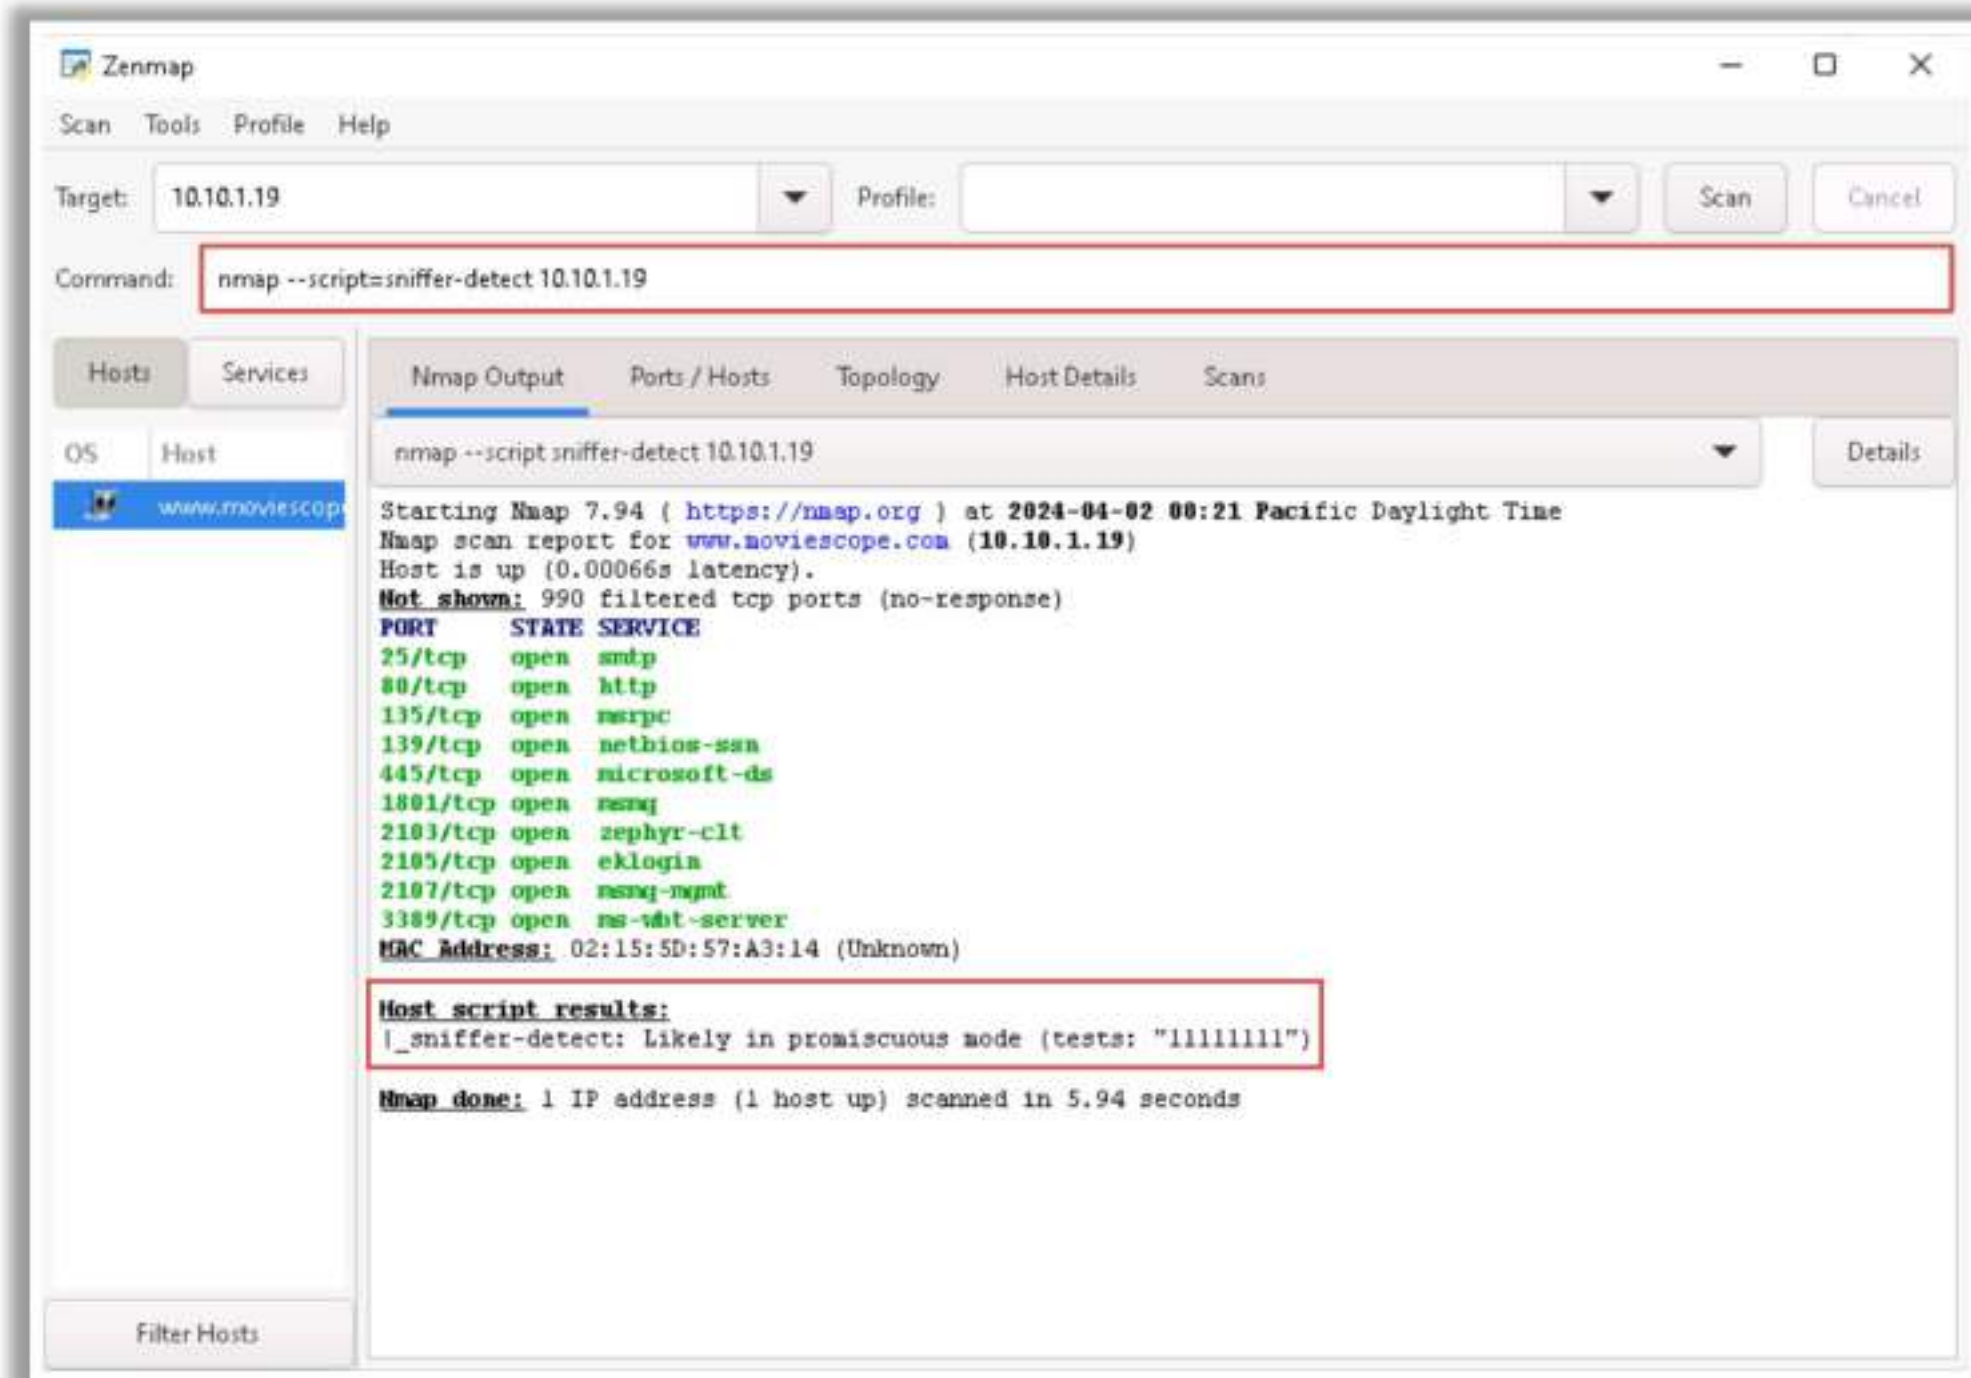 Zenmap
Scan Tools Profile Help
Target: 10.10.1.19 Profile: Scan Cancel
Command: nmap --script=sniffer-detect 10.10.1.19
Hosts Services
Nmap Output Ports / Hosts Topology Host Details Scans
OS Host
nmap --script sniffer-detect 10.10.1.19 Details
www.moviescop
Starting Nmap 7.94 ( https://nmap.org ) at 2024-04-02 00:21 Pacific Daylight Time
Nmap scan report for www.moviescope.com (10.10.1.19)
Host is up (0.00066s latency).
Not shown: 990 filtered tcp ports (no-response)
PORT STATE SERVICE
25/tcp open smtp
80/tcp open http
135/tcp open msrpc
139/tcp open netbios-ssn
445/tcp open microsoft-ds
1801/tcp open msmq
2103/tcp open zephyr-clt
2105/tcp open eklogin
2107/tcp open msmq-mgmt
3389/tcp open ms-wbt-server
MAC Address: 02:15:5D:57:A3:14 (Unknown)
Host script results:
|_sniffer-detect: Likely in promiscuous mode (tests: "11111111")
Nmap done: 1 IP address (1 host up) scanned in 5.94 seconds
Filter Hosts